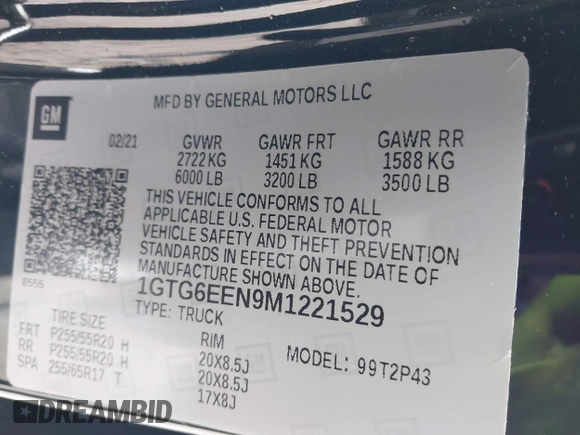 GM
MFD BY GENERAL MOTORS LLC
02/21 GVWR GAWR FRT GAWR RR
2722 KG 1451 KG 1588 KG
6000 LB 3200 LB 3500 LB
THIS VEHICLE CONFORMS TO ALL
APPLICABLE U.S. FEDERAL MOTOR
VEHICLE SAFETY AND THEFT PREVENTION
STANDARDS IN EFFECT ON THE DATE OF
MANUFACTURE SHOWN ABOVE.
8555
1GTG6EEN9M1221529
TYPE: TRUCK
TIRE SIZE RIM MODEL: 99T2P43
FRT P255/55R20 H 20X8.5J
RR P255/55R20 H 20X8.5J
SPA 255/65R17 T 17X8J
DREAMBID